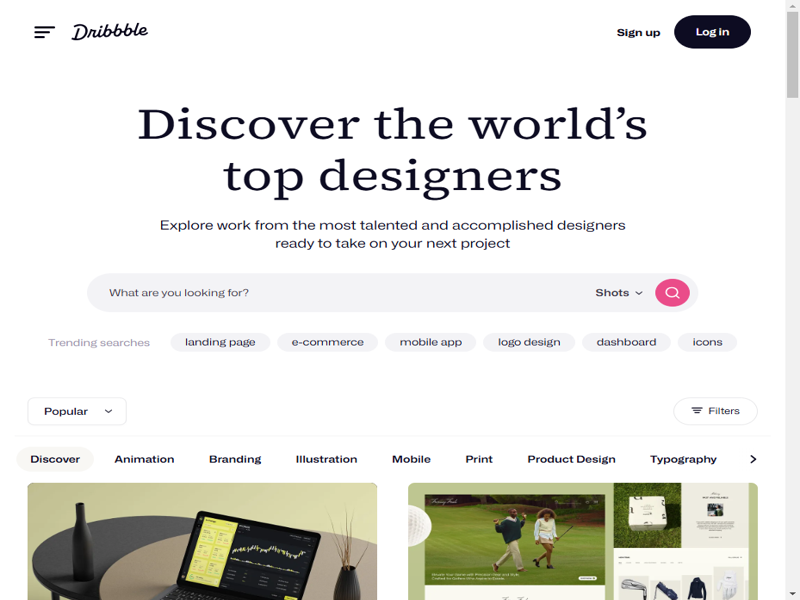 Dribbble
Sign up
Log in
Discover the world's
top designers
Explore work from the most talented and accomplished designers
ready to take on your next project
What are you looking for?
Shots
Trending searches
landing page
e-commerce
mobile app
logo design
dashboard
icons
Popular
Filters
Discover
Animation
Branding
Illustration
Mobile
Print
Product Design
Typography